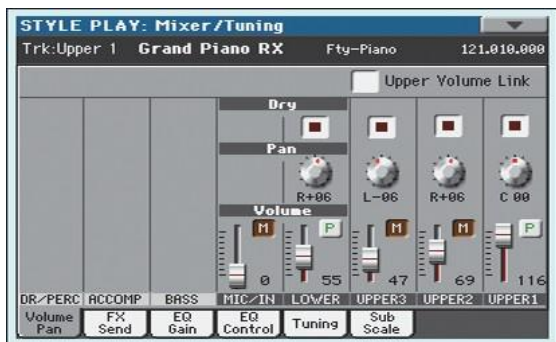 STYLE PLAY: Mixer/Tuning
Trk:Upper 1 Grand Piano RX Fty-Piano 121.010.000
Upper Volume Link
Dry
Pan
R+06 L-06 R+06 C 00
Volume
M P M M P
0 55 47 69 116
DR/PERC ACCOMP BASS MIC/IN LOWER UPPER3 UPPER2 UPPER1
Volume Pan FX Send EQ Gain EQ Control Tuning Sub Scale